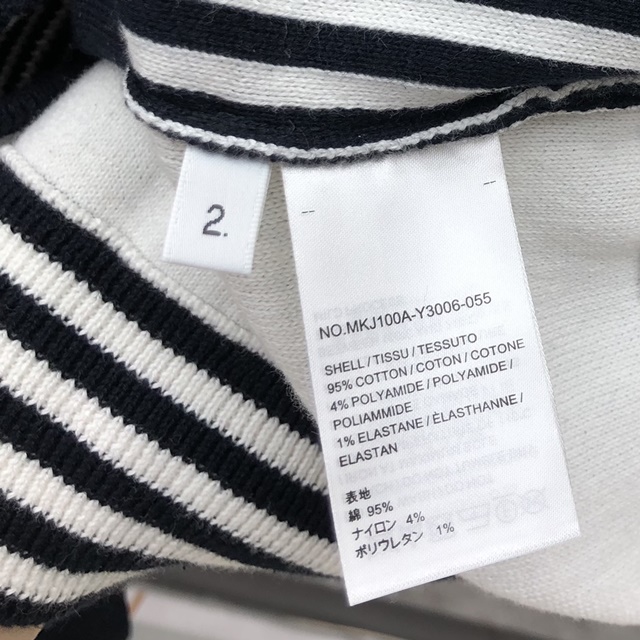 2.
NO.MKJ100A-Y3006-055
SHELL / TISSU / TESSUTO
95% COTTON / COTON / COTONE
4% POLYAMIDE / POLYAMIDE /
POLIAMMIDE
1% ELASTANE / ÉLASTHANNE /
ELASTAN
表地
綿 95%
ナイロン 4%
ポリウレタン 1%